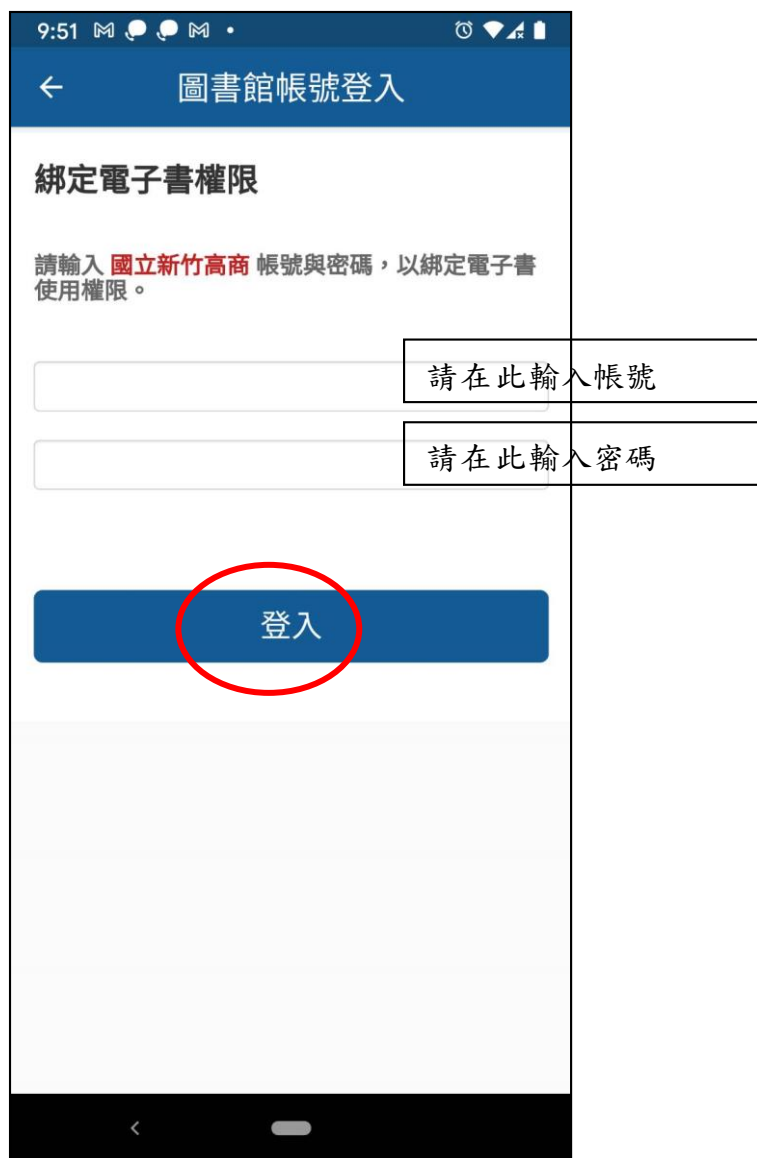 9:51
圖書館帳號登入
綁定電子書權限
請輸入 國立新竹高商 帳號與密碼，以綁定電子書
使用權限。
請在此輸入帳號
請在此輸入密碼
登入